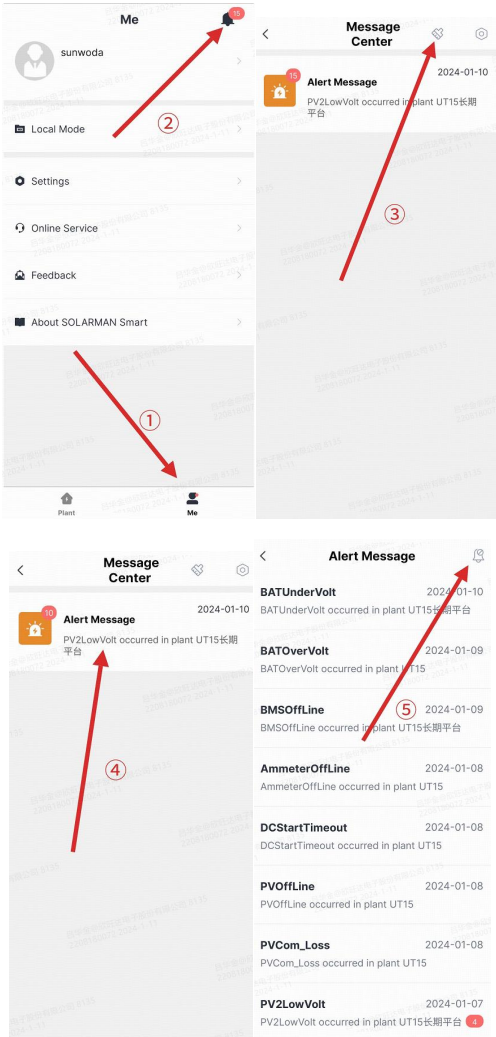 Me
15
sunwoda
②
Local Mode
Settings
Online Service
Feedback
About SOLARMAN Smart
①
Plant
Me
Message
Center
15
2024-01-10
Alert Message
PV2LowVolt occurred in plant UT15长期
平台
③
Message
Center
10
2024-01-10
Alert Message
PV2LowVolt occurred in plant UT15长期
平台
④
Alert Message
BATUnderVolt 2024-01-10
BATUnderVolt occurred in plant UT15长期平台
BATOverVolt 2024-01-09
BATOverVolt occurred in plant UT15
BMSOffLine 2024-01-09
⑤
BMSOffLine occurred in plant UT15长期平台
AmmeterOffLine 2024-01-08
AmmeterOffLine occurred in plant UT15
DCStartTimeout 2024-01-08
DCStartTimeout occurred in plant UT15
PVOffLine 2024-01-08
PVOffLine occurred in plant UT15
PVCom_Loss 2024-01-08
PVCom_Loss occurred in plant UT15
PV2LowVolt 2024-01-07
PV2LowVolt occurred in plant UT15长期平台 4